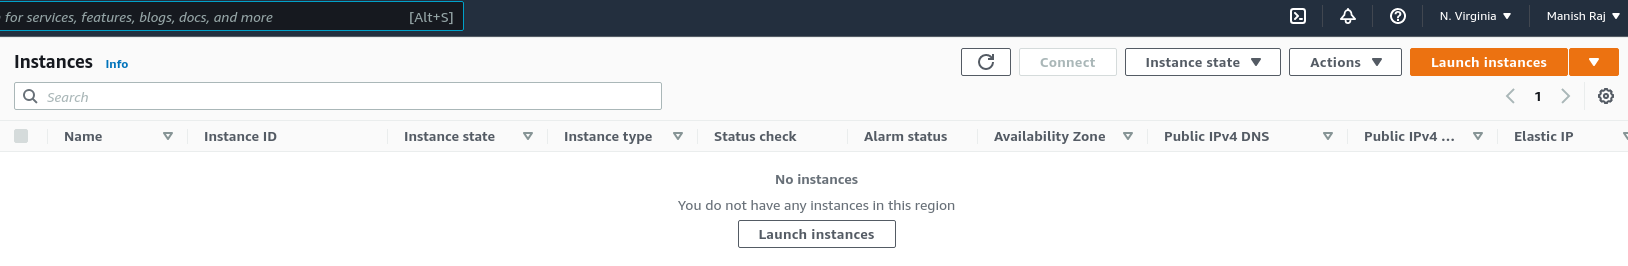 for services, features, blogs, docs, and more [Alt+S] N. Virginia Manish Raj
Instances Info Connect Instance state Actions Launch instances
Search 1
Name Instance ID Instance state Instance type Status check Alarm status Availability Zone Public IPv4 DNS Public IPv4 ... Elastic IP
No instances
You do not have any instances in this region
Launch instances